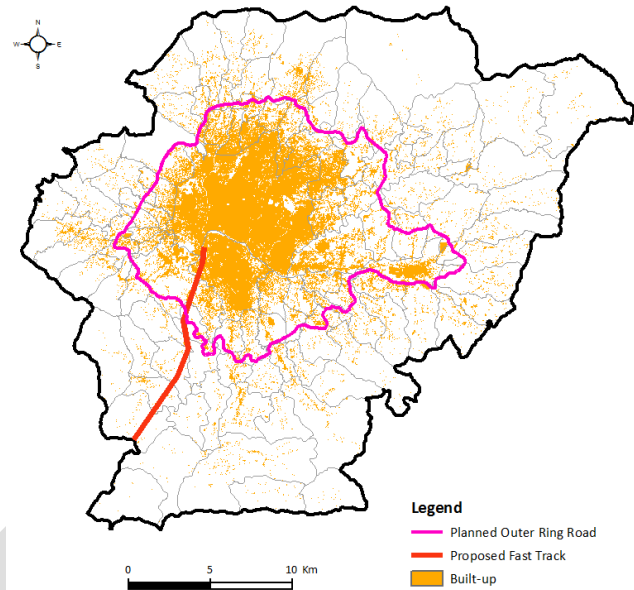 N
W E
S
Legend
Planned Outer Ring Road
Proposed Fast Track
Built-up
0 5 10 Km